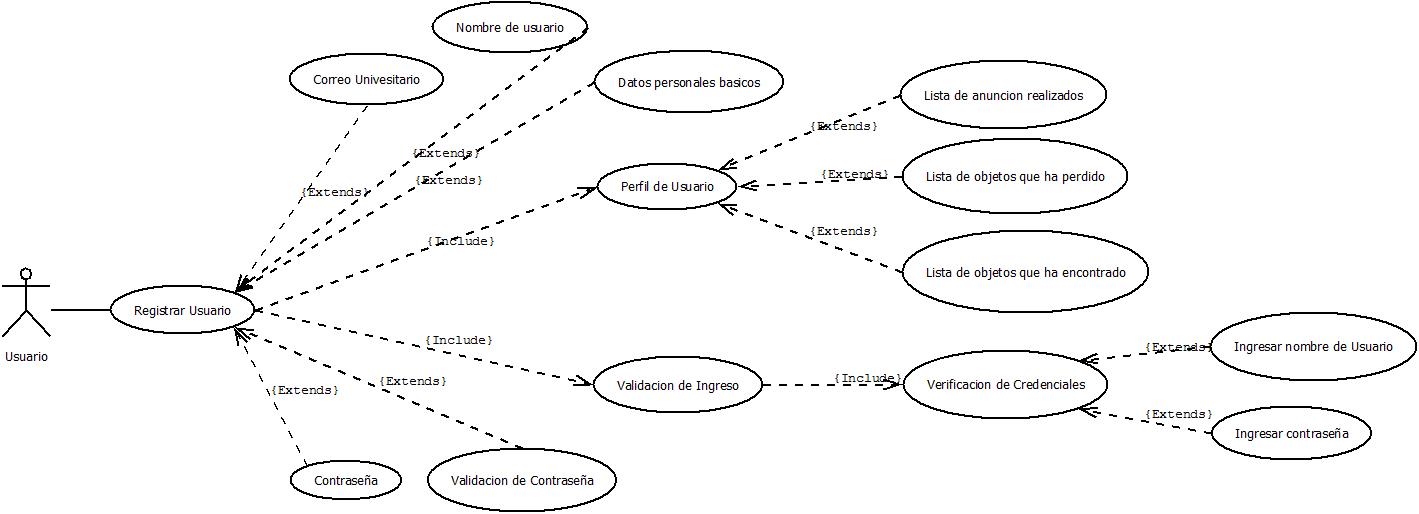 Nombre de usuario
Correo Univesitario
Datos personales basicos
Lista de anuncion realizados
{Extends}
{Extends}
{Extends}
{Extends}
Lista de objetos que ha perdido
{Extends}
Perfil de Usuario
{Extends}
{Include}
Lista de objetos que ha encontrado
Registrar Usuario
Usuario
{Include}
{Extends}
Ingresar nombre de Usuario
{Extends}
{Extends}
Validacion de Ingreso
{Include}
Verificacion de Credenciales
{Extends}
Ingresar contraseña
Contraseña
Validacion de Contraseña